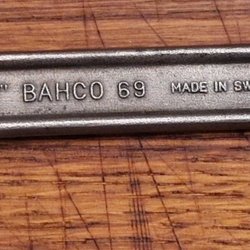 " BAHCO 69 MADE IN SW